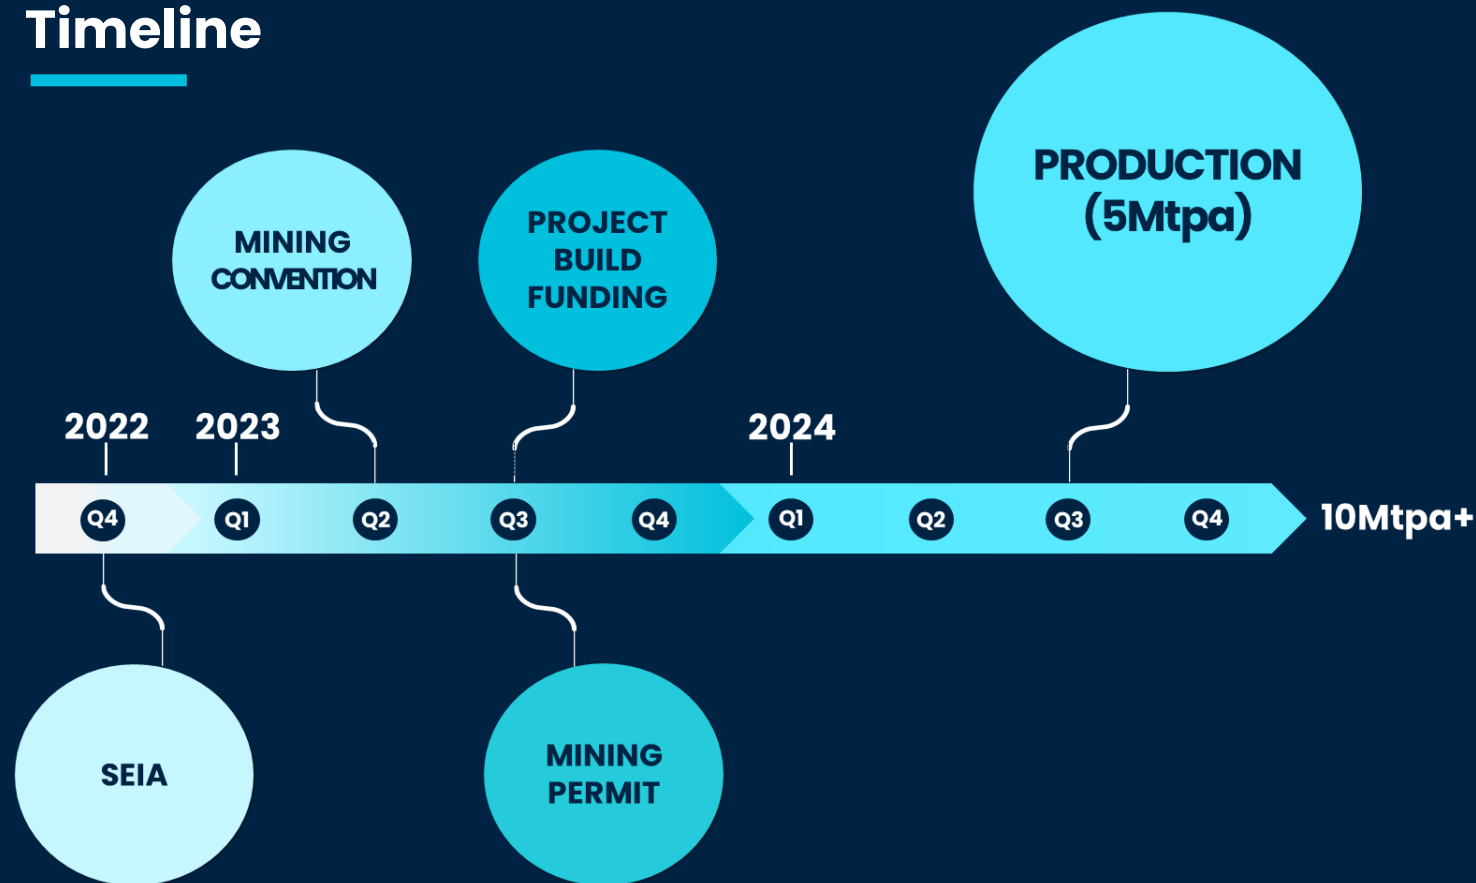 Timeline
MINING
CONVENTION
PROJECT
BUILD
FUNDING
PRODUCTION
(5Mtpa)
2022
2023
2024
Q4
Q1
Q2
Q3
Q4
Q1
Q2
Q3
Q4
10Mtpa+
SEIA
MINING
PERMIT